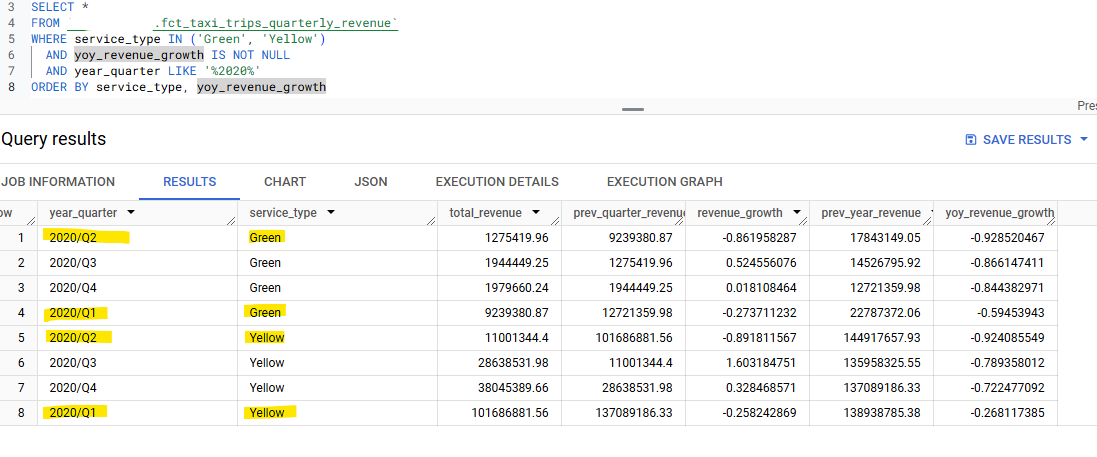 3 SELECT *
4 FROM ` .fct_taxi_trips_quarterly_revenue`
5 WHERE service_type IN ('Green', 'Yellow')
6 AND yoy_revenue_growth IS NOT NULL
7 AND year_quarter LIKE '%2020%'
8 ORDER BY service_type, yoy_revenue_growth
Pres
Query results SAVE RESULTS
JOB INFORMATION RESULTS CHART JSON EXECUTION DETAILS EXECUTION GRAPH
ow year_quarter service_type total_revenue prev_quarter_revenue revenue_growth prev_year_revenue yoy_revenue_growth
1 2020/Q2 Green 1275419.96 9239380.87 -0.861958287 17843149.05 -0.928520467
2 2020/Q3 Green 1944449.25 1275419.96 0.524556076 14526795.92 -0.866147411
3 2020/Q4 Green 1979660.24 1944449.25 0.018108464 12721359.98 -0.844382971
4 2020/Q1 Green 9239380.87 12721359.98 -0.273711232 22787372.06 -0.59453943
5 2020/Q2 Yellow 11001344.4 101686881.56 -0.891811567 144917657.93 -0.924085549
6 2020/Q3 Yellow 28638531.98 11001344.4 1.603184751 135958325.55 -0.789358012
7 2020/Q4 Yellow 38045389.66 28638531.98 0.328468571 137089186.33 -0.722477092
8 2020/Q1 Yellow 101686881.56 137089186.33 -0.258242869 138938785.38 -0.268117385